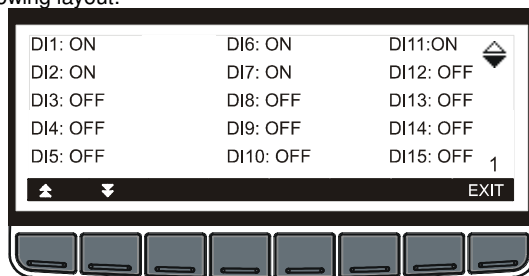 owing layout:
DI1: ON DI6: ON DI11:ON
DI2: ON DI7: ON DI12: OFF
DI3: OFF DI8: OFF DI13: OFF
DI4: OFF DI9: OFF DI14: OFF
DI5: OFF DI10: OFF DI15: OFF
1
EXIT